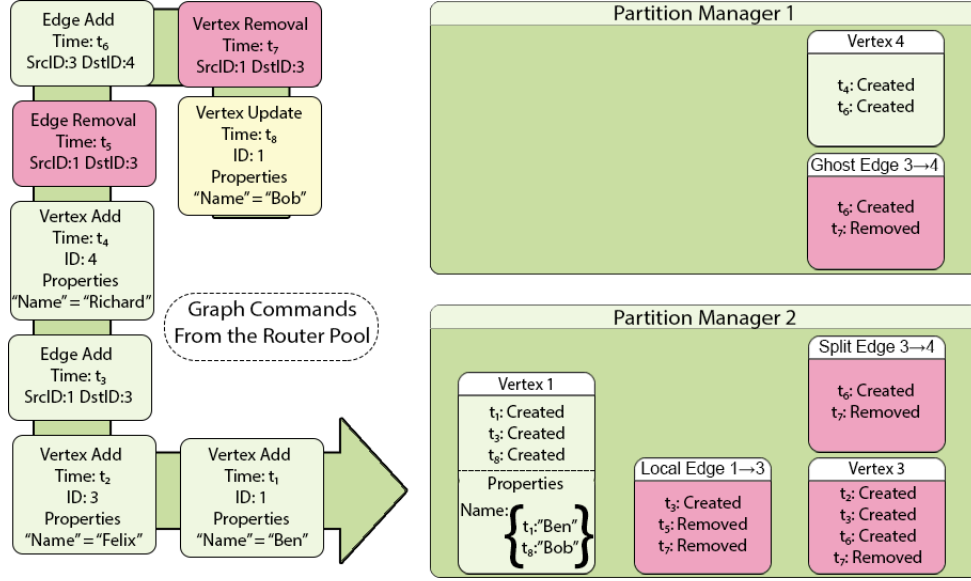 Edge Add
Time: t₆
SrcID:3 DstID:4
Vertex Removal
Time: t₇
SrcID:1 DstID:3
Edge Removal
Time: t₅
SrcID:1 DstID:3
Vertex Update
Time: t₈
ID: 1
Properties
“Name” = “Bob”
Vertex Add
Time: t₄
ID: 4
Properties
“Name” = “Richard”
Graph Commands
From the Router Pool
Edge Add
Time: t₃
SrcID:1 DstID:3
Vertex Add
Time: t₂
ID: 3
Properties
“Name” = “Felix”
Vertex Add
Time: t₁
ID: 1
Properties
“Name” = “Ben”
Partition Manager 1
Vertex 4
t₄: Created
t₆: Created
Ghost Edge 3→4
t₆: Created
t₇: Removed
Partition Manager 2
Vertex 1
t₁: Created
t₃: Created
t₈: Created
Properties
Name:
t₁:”Ben”
t₈:”Bob”
Local Edge 1→3
t₃: Created
t₅: Removed
t₇: Removed
Split Edge 3→4
t₆: Created
t₇: Removed
Vertex 3
t₂: Created
t₃: Created
t₆: Created
t₇: Removed